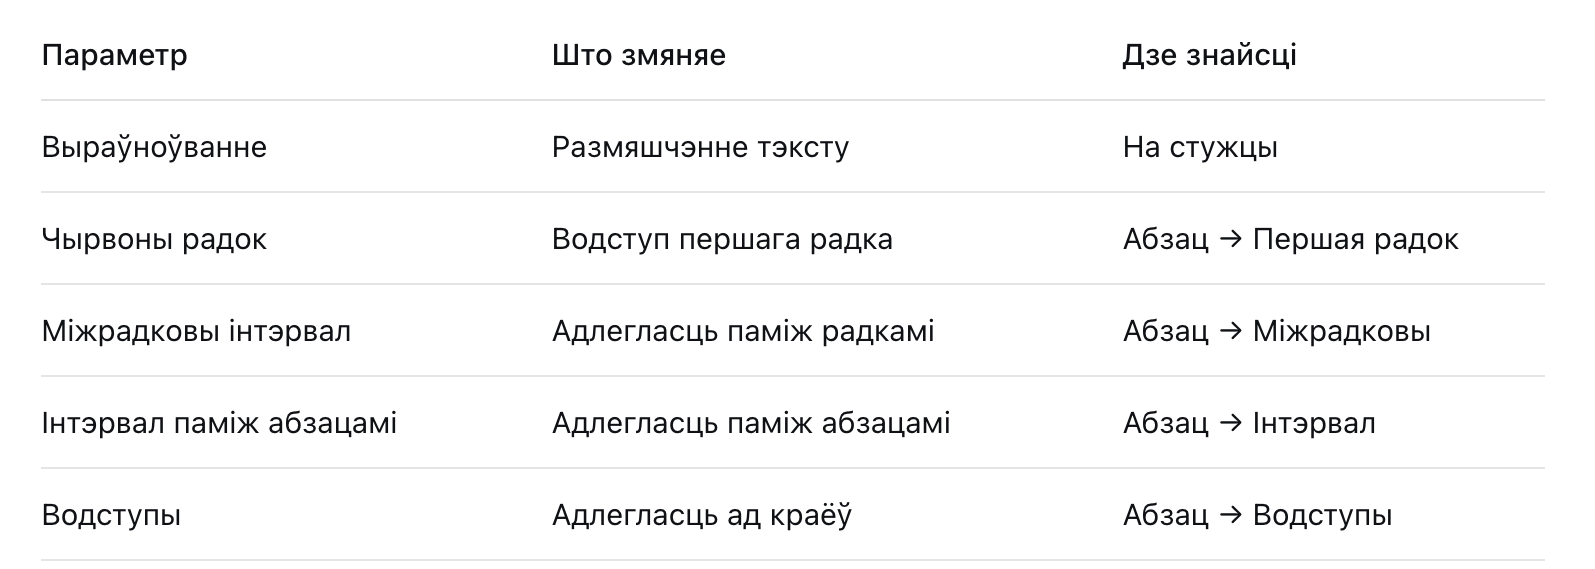 Параметр Што змяняе Дзе знайсці
Выраўноўванне Размяшчэнне тэксту На стужцы
Чырвоны радок Водступ першага радка Абзац → Першая радок
Міжрадковы інтэрвал Адлегласць паміж радкамі Абзац → Міжрадковы
Інтэрвал паміж абзацамі Адлегласць паміж абзацамі Абзац → Інтэрвал
Водступы Адлегласць ад краёў Абзац → Водступы